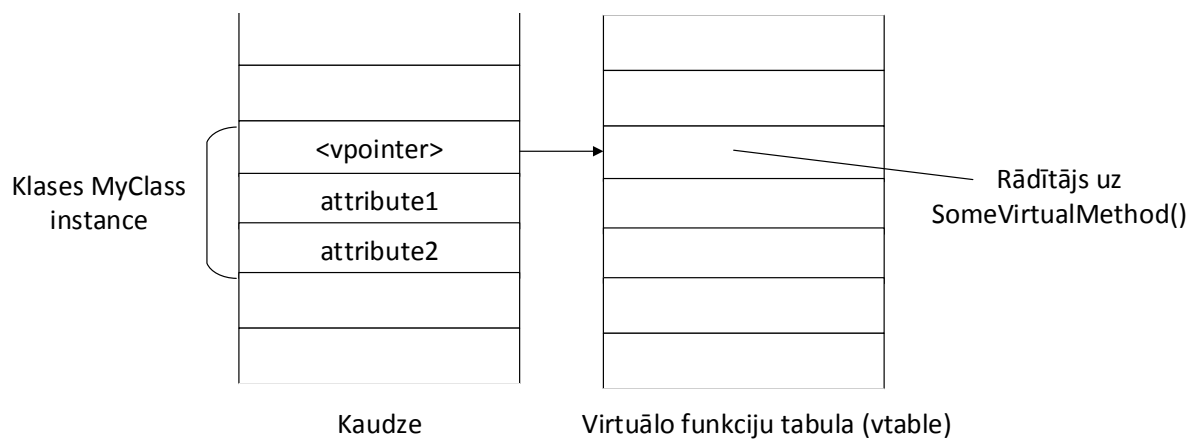 <vpointer>
Klases MyClass
instance
attribute1
attribute2
Rādītājs uz
SomeVirtualMethod()
Kaudze
Virtuālo funkciju tabula (vtable)